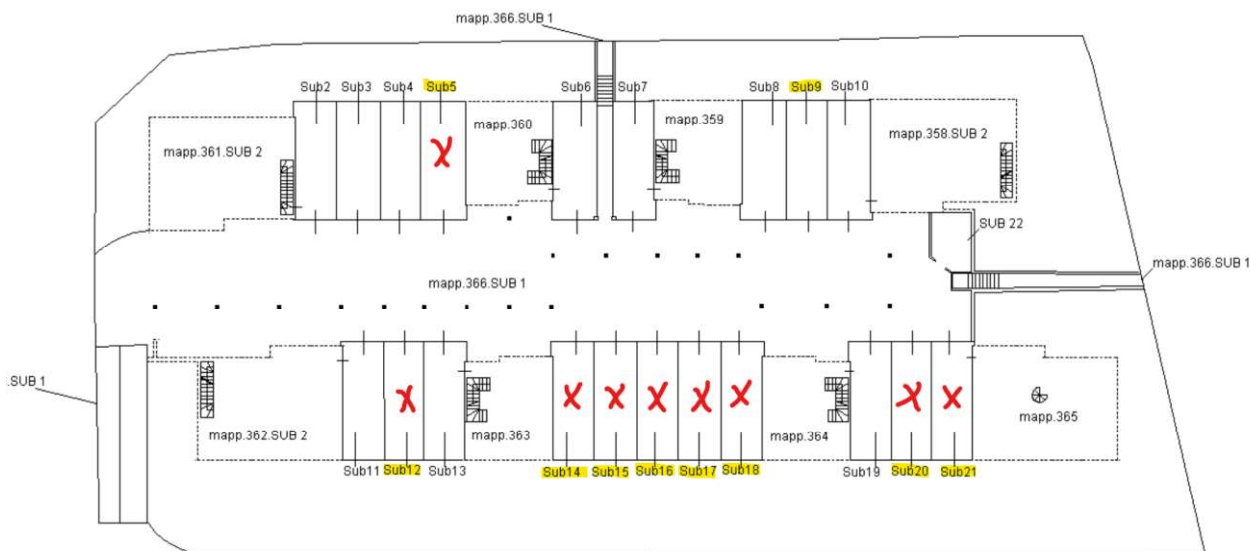 mapp.366.SUB 1
Sub2 Sub3 Sub4 Sub5 Sub6 Sub7 Sub8 Sub9 Sub10
mapp.361.SUB 2
mapp.360
mapp.359
mapp.358.SUB 2
SUB 22
mapp.366.SUB 1
mapp.366.SUB 1
.SUB 1
mapp.362.SUB 2
mapp.363
mapp.364
mapp.365
Sub11 Sub12 Sub13 Sub14 Sub15 Sub16 Sub17 Sub18 Sub19 Sub20 Sub21